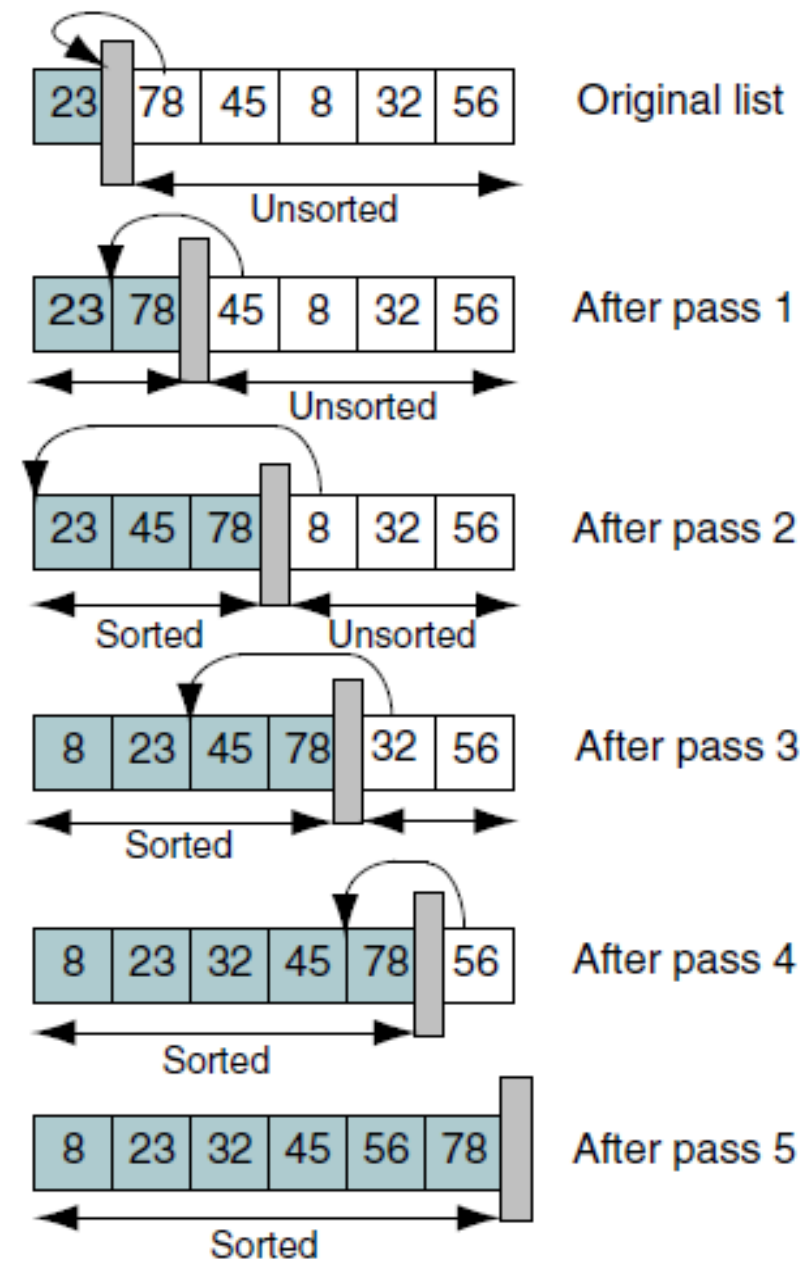 23 78 45 8 32 56 Original list
Unsorted
23 78 45 8 32 56 After pass 1
Unsorted
23 45 78 8 32 56 After pass 2
Sorted Unsorted
8 23 45 78 32 56 After pass 3
Sorted
8 23 32 45 78 56 After pass 4
Sorted
8 23 32 45 56 78 After pass 5
Sorted